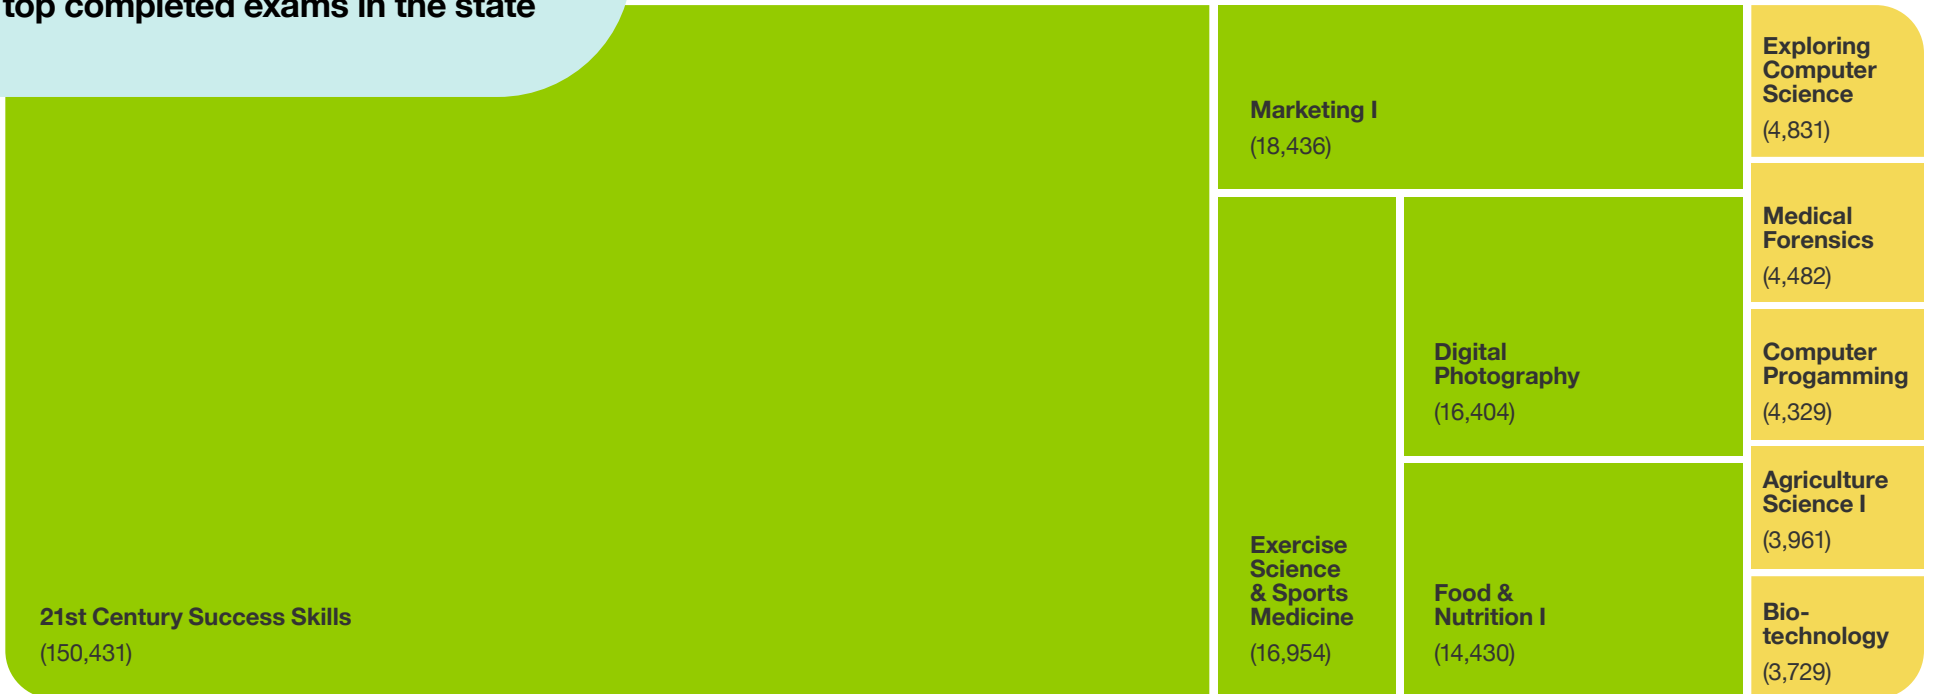 top completed exams in the state
21st Century Success Skills
(150,431)
Marketing I
(18,436)
Exercise
Science
& Sports
Medicine
(16,954)
Digital
Photography
(16,404)
Food &
Nutrition I
(14,430)
Exploring
Computer
Science
(4,831)
Medical
Forensics
(4,482)
Computer
Progamming
(4,329)
Agriculture
Science I
(3,961)
Bio-
technology
(3,729)